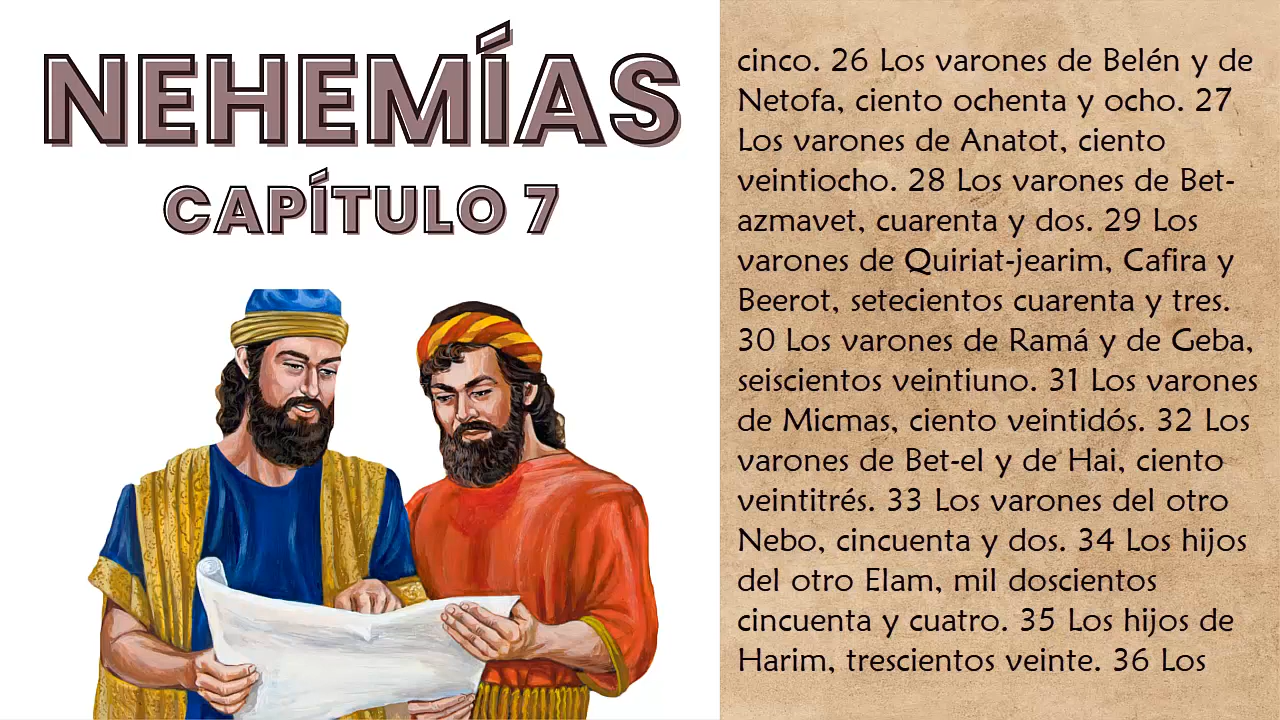 NEHEMÍAS
CAPÍTULO 7
cinco. 26 Los varones de Belén y de
Netofa, ciento ochenta y ocho. 27
Los varones de Anatot, ciento
veintiocho. 28 Los varones de Bet-
azmavet, cuarenta y dos. 29 Los
varones de Quiriat-jearim, Cafira y
Beerot, setecientos cuarenta y tres.
30 Los varones de Ramá y de Geba,
seiscientos veintiuno. 31 Los varones
de Micmas, ciento veintidós. 32 Los
varones de Bet-el y de Hai, ciento
veintitrés. 33 Los varones del otro
Nebo, cincuenta y dos. 34 Los hijos
del otro Elam, mil doscientos
cincuenta y cuatro. 35 Los hijos de
Harim, trescientos veinte. 36 Los